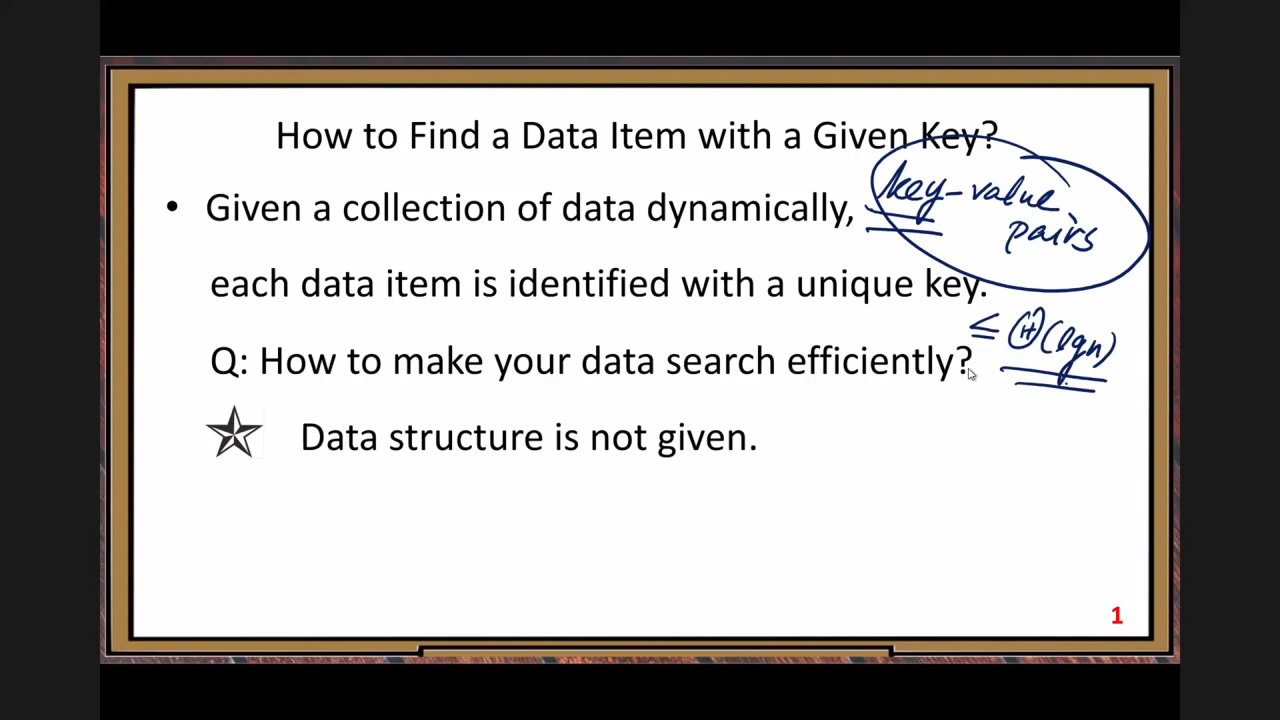 How to Find a Data Item with a Given Key?
• Given a collection of data dynamically,
key-value
pairs
each data item is identified with a unique key.
≤ Θ(lgn)
Q: How to make your data search efficiently?
Data structure is not given.
1